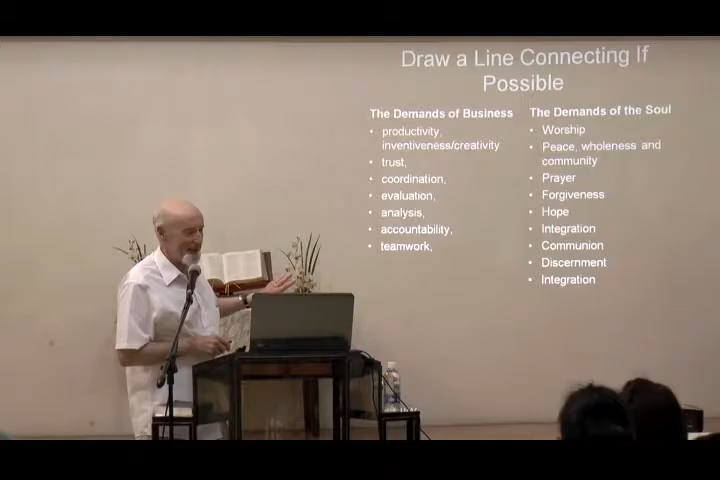 Draw a Line Connecting If
Possible
The Demands of Business
• productivity,
inventiveness/creativity
• trust,
• coordination,
• evaluation,
• analysis,
• accountability,
• teamwork,
The Demands of the Soul
• Worship
• Peace, wholeness and
community
• Prayer
• Forgiveness
• Hope
• Integration
• Communion
• Discernment
• Integration